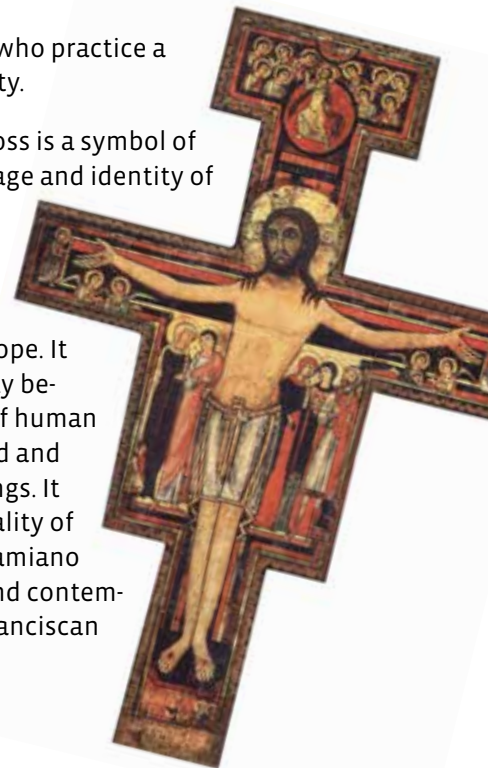 who practice a
ty.
oss is a symbol of
age and identity of
ope. It
y be-
f human
d and
ngs. It
ality of
amiano
nd contem-
anciscan